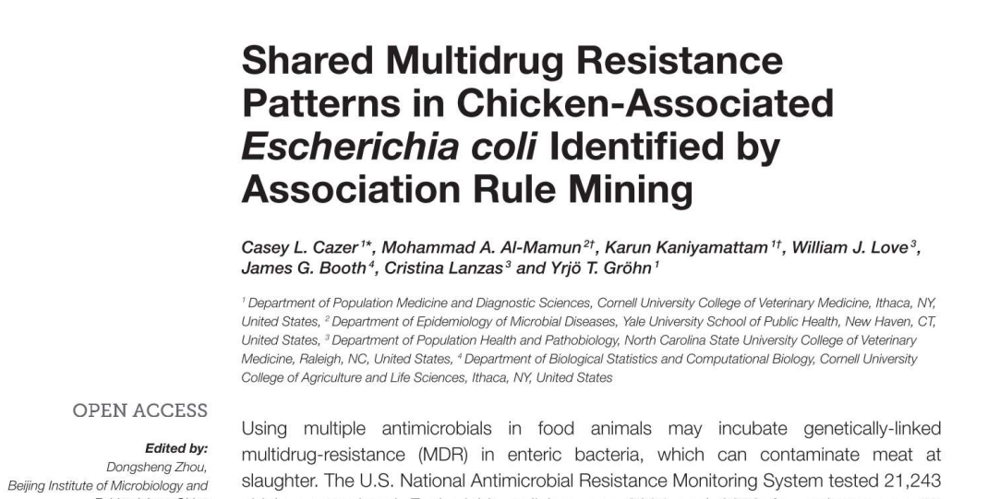 Shared Multidrug Resistance
Patterns in Chicken-Associated
Escherichia coli Identified by
Association Rule Mining
Casey L. Cazer 1*, Mohammad A. Al-Mamun 2†, Karun Kaniyamattam 1†, William J. Love 3,
James G. Booth 4, Cristina Lanzas 3 and Yrjö T. Gröhn 1
1 Department of Population Medicine and Diagnostic Sciences, Cornell University College of Veterinary Medicine, Ithaca, NY,
United States, 2 Department of Epidemiology of Microbial Diseases, Yale University School of Public Health, New Haven, CT,
United States, 3 Department of Population Health and Pathobiology, North Carolina State University College of Veterinary
Medicine, Raleigh, NC, United States, 4 Department of Biological Statistics and Computational Biology, Cornell University
College of Agriculture and Life Sciences, Ithaca, NY, United States
OPEN ACCESS
Edited by:
Dongsheng Zhou,
Beijing Institute of Microbiology and
Using multiple antimicrobials in food animals may incubate genetically-linked
multidrug-resistance (MDR) in enteric bacteria, which can contaminate meat at
slaughter. The U.S. National Antimicrobial Resistance Monitoring System tested 21,243